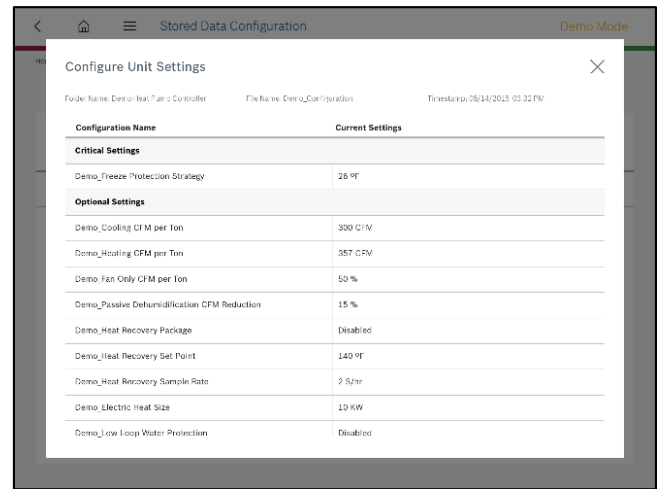 Stored Data Configuration
Demo Mode
Configure Unit Settings
Folder Name: Demo Heat Pump Controller File Name: Demo_Configuration Timestamp: 05/14/2018 03:32 PM
Configuration Name Current Settings
Critical Settings
Demo_Freeze Protection Strategy 26 ºF
Optional Settings
Demo_Cooling CFM per Ton 300 CFM
Demo_Heating CFM per Ton 357 CFM
Demo_Fan Only CFM per Ton 50 %
Demo_Passive Dehumidification CFM Reduction 15 %
Demo_Heat Recovery Package Disabled
Demo_Heat Recovery Set Point 140 ºF
Demo_Heat Recovery Sample Rate 2 S/hr
Demo_Electric Heat Size 10 KW
Demo_Low Loop Water Protection Disabled